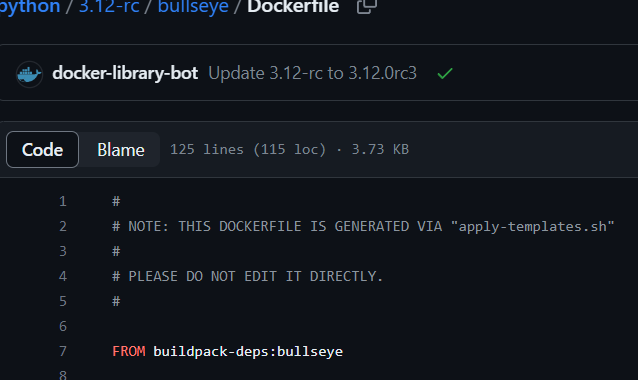 python / 3.12-rc / bullseye / Dockerfile
docker-library-bot Update 3.12-rc to 3.12.0rc3
Code Blame 125 lines (115 loc) · 3.73 KB
1 #
2 # NOTE: THIS DOCKERFILE IS GENERATED VIA "apply-templates.sh"
3 #
4 # PLEASE DO NOT EDIT IT DIRECTLY.
5 #
6
7 FROM buildpack-deps:bullseye
8